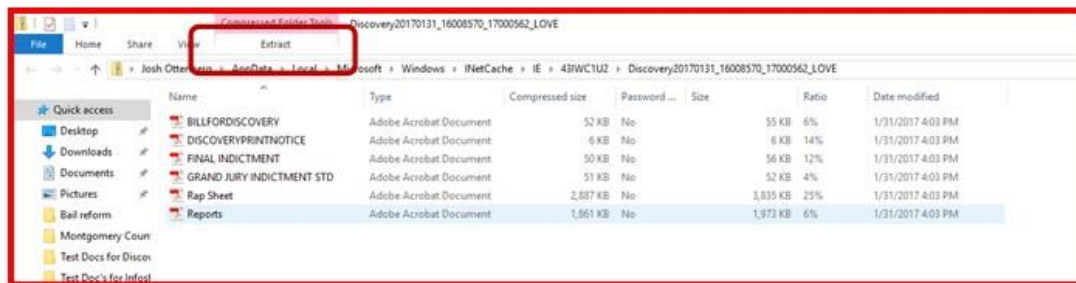 Compressed Folder Tools Discovery20170131_16008570_17000562_LOVE
File Home Share View Extract
Josh Ottenberg AppData Local Microsoft Windows INetCache IE 43IWC1U2 Discovery20170131_16008570_17000562_LOVE
Name Type Compressed size Password ... Size Ratio Date modified
Quick access
BILLFORDISCOVERY Adobe Acrobat Document 52 KB No 55 KB 6% 1/31/2017 4:03 PM
Desktop
DISCOVERYPRINTNOTICE Adobe Acrobat Document 6 KB No 6 KB 14% 1/31/2017 4:03 PM
Downloads
FINAL INDICTMENT Adobe Acrobat Document 50 KB No 56 KB 12% 1/31/2017 4:03 PM
Documents
GRAND JURY INDICTMENT STD Adobe Acrobat Document 51 KB No 52 KB 4% 1/31/2017 4:03 PM
Pictures
Rap Sheet Adobe Acrobat Document 2,887 KB No 3,835 KB 25% 1/31/2017 4:03 PM
Bail reform
Reports Adobe Acrobat Document 1,861 KB No 1,973 KB 6% 1/31/2017 4:03 PM
Montgomery Coun
Test Docs for Discov
Test Doc's for Infosl